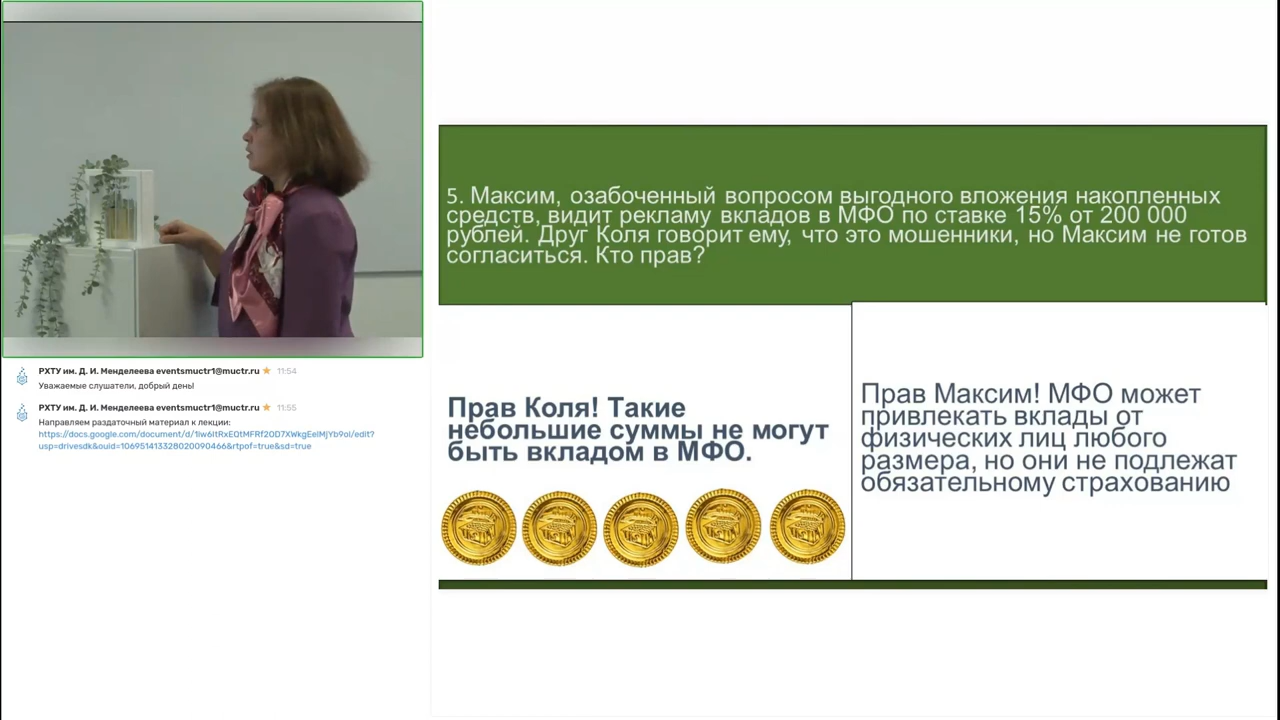 РХТУ им. Д. И. Менделеева eventsmuctr1@muctr.ru 11:54
Уважаемые слушатели, добрый день!
РХТУ им. Д. И. Менделеева eventsmuctr1@muctr.ru 11:55
Направляем раздаточный материал к лекции:
5. Максим, озабоченный вопросом выгодного вложения накопленных
средств, видит рекламу вкладов в МФО по ставке 15% от 200 000
рублей. Друг Коля говорит ему, что это мошенники, но Максим не готов
согласиться. Кто прав?
Прав Коля! Такие
небольшие суммы не могут
быть вкладом в МФО.
Прав Максим! МФО может
привлекать вклады от
физических лиц любого
размера, но они не подлежат
обязательному страхованию